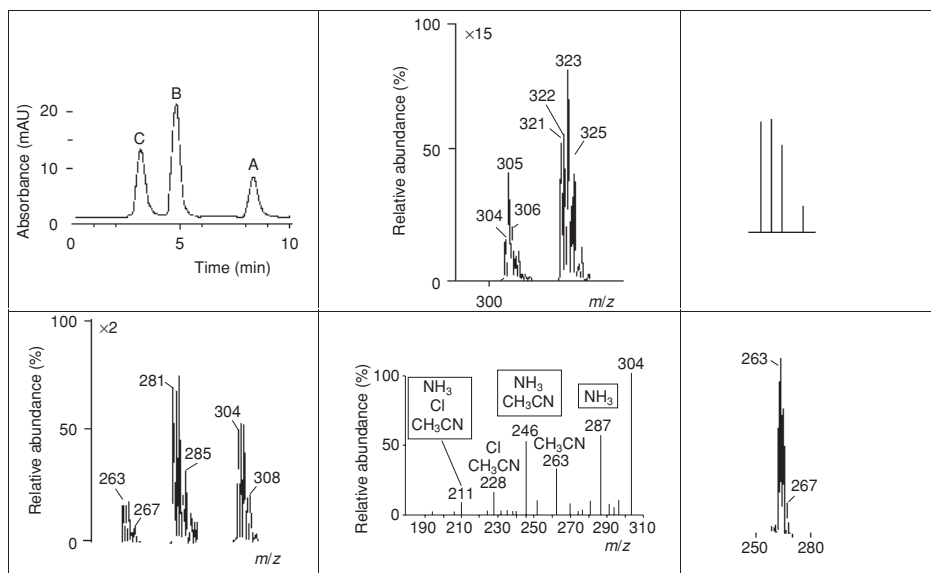 Absorbance (mAU)
20
10
0
C
B
A
0
5
10
Time (min)
Relative abundance (%)
100
50
0
×15
323
322
321
325
305
304
306
300
m/z
Relative abundance (%)
100
50
0
×2
281
304
285
308
263
267
m/z
Relative abundance (%)
100
50
0
NH₃
Cl
CH₃CN
NH₃
CH₃CN
NH₃
304
246
287
Cl
CH₃CN
CH₃CN
263
228
211
190
210
230
250
270
290
310
m/z
263
267
250
280